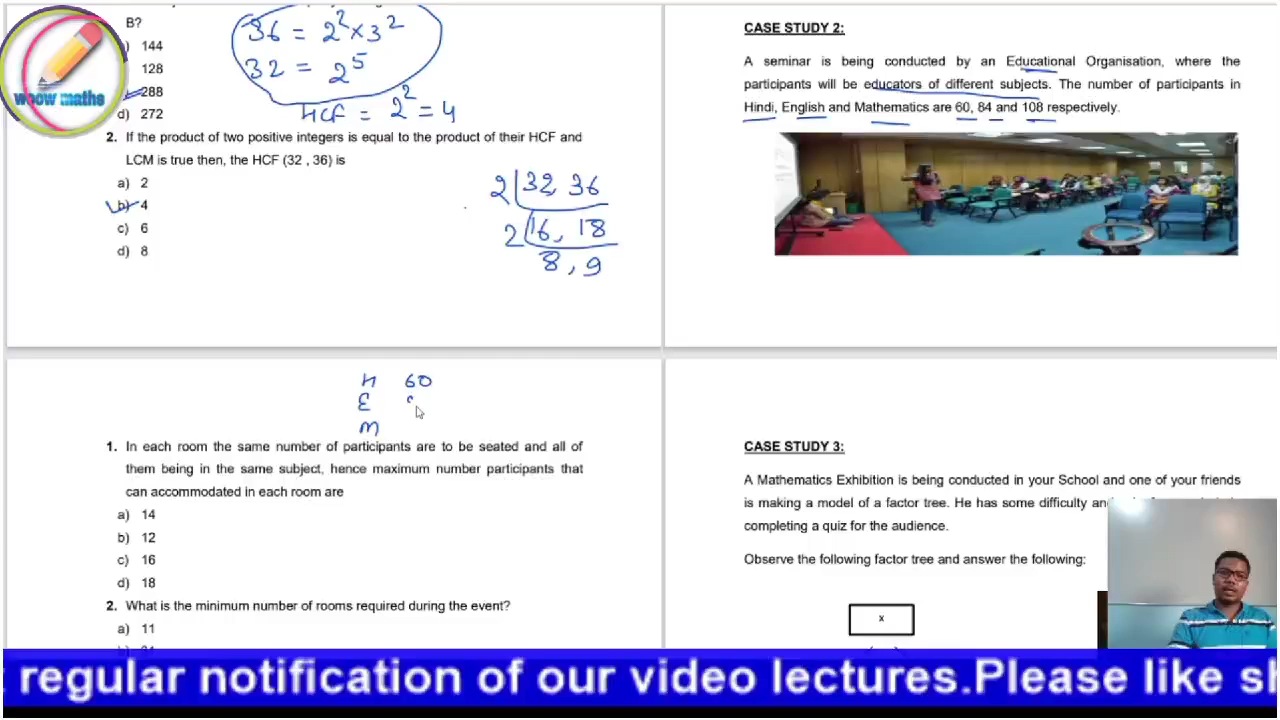 B?
144
128
288
d) 272
36 = 2² × 3²
32 = 2⁵
HCF = 2² = 4
2. If the product of two positive integers is equal to the product of their HCF and
LCM is true then, the HCF (32 , 36) is
a) 2
b) 4
c) 6
d) 8
2 32, 36
2 16, 18
8, 9
woow maths
CASE STUDY 2:
A seminar is being conducted by an Educational Organisation, where the
participants will be educators of different subjects. The number of participants in
Hindi, English and Mathematics are 60, 84 and 108 respectively.
H 60
E
M
1. In each room the same number of participants are to be seated and all of
them being in the same subject, hence maximum number participants that
can accommodated in each room are
a) 14
b) 12
c) 16
d) 18
2. What is the minimum number of rooms required during the event?
a) 11
CASE STUDY 3:
A Mathematics Exhibition is being conducted in your School and one of your friends
is making a model of a factor tree. He has some difficulty and
completing a quiz for the audience.
Observe the following factor tree and answer the following:
x
regular notification of our video lectures.Please like sh